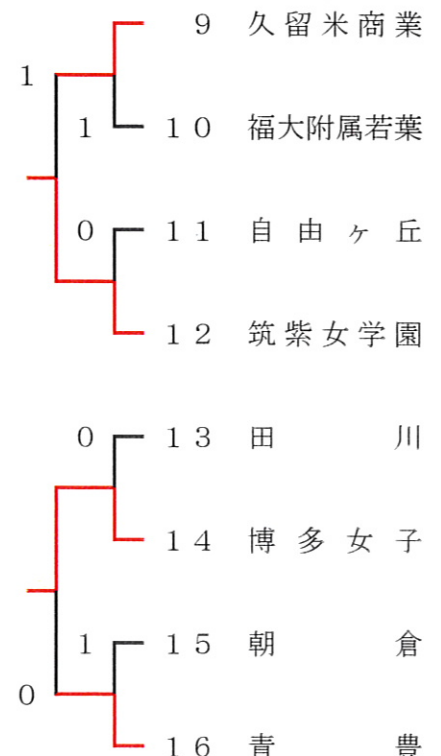 9 久留米商業
1
1 10 福大附属若葉
0 11 自由ヶ丘
12 筑紫女学園
0 13 田川
14 博多女子
1 15 朝倉
0
16 青豊